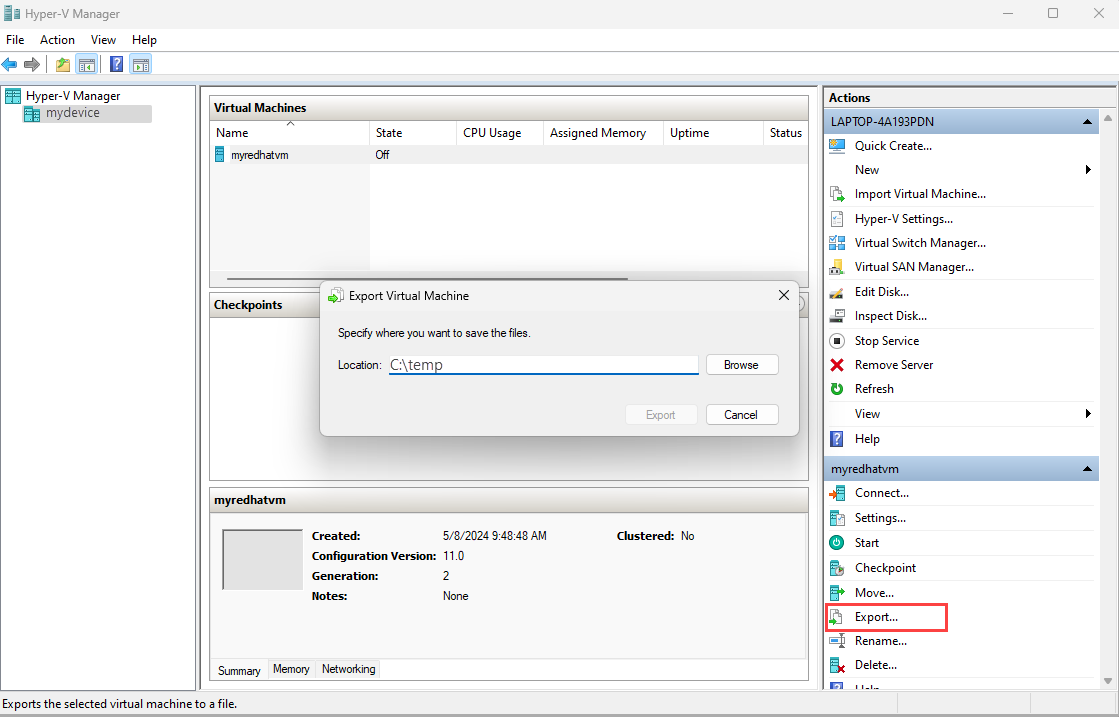 Hyper-V Manager
File Action View Help
Hyper-V Manager
mydevice
Virtual Machines
Name State CPU Usage Assigned Memory Uptime Status
myredhatvm Off
Checkpoints
Export Virtual Machine
Specify where you want to save the files.
Location: C:\temp Browse
Export Cancel
myredhatvm
Created: 5/8/2024 9:48:48 AM Clustered: No
Configuration Version: 11.0
Generation: 2
Notes: None
Summary Memory Networking
Actions
LAPTOP-4A193PDN
Quick Create...
New
Import Virtual Machine...
Hyper-V Settings...
Virtual Switch Manager...
Virtual SAN Manager...
Edit Disk...
Inspect Disk...
Stop Service
Remove Server
Refresh
View
Help
myredhatvm
Connect...
Settings...
Start
Checkpoint
Move...
Export...
Rename...
Delete...
Help
Exports the selected virtual machine to a file.